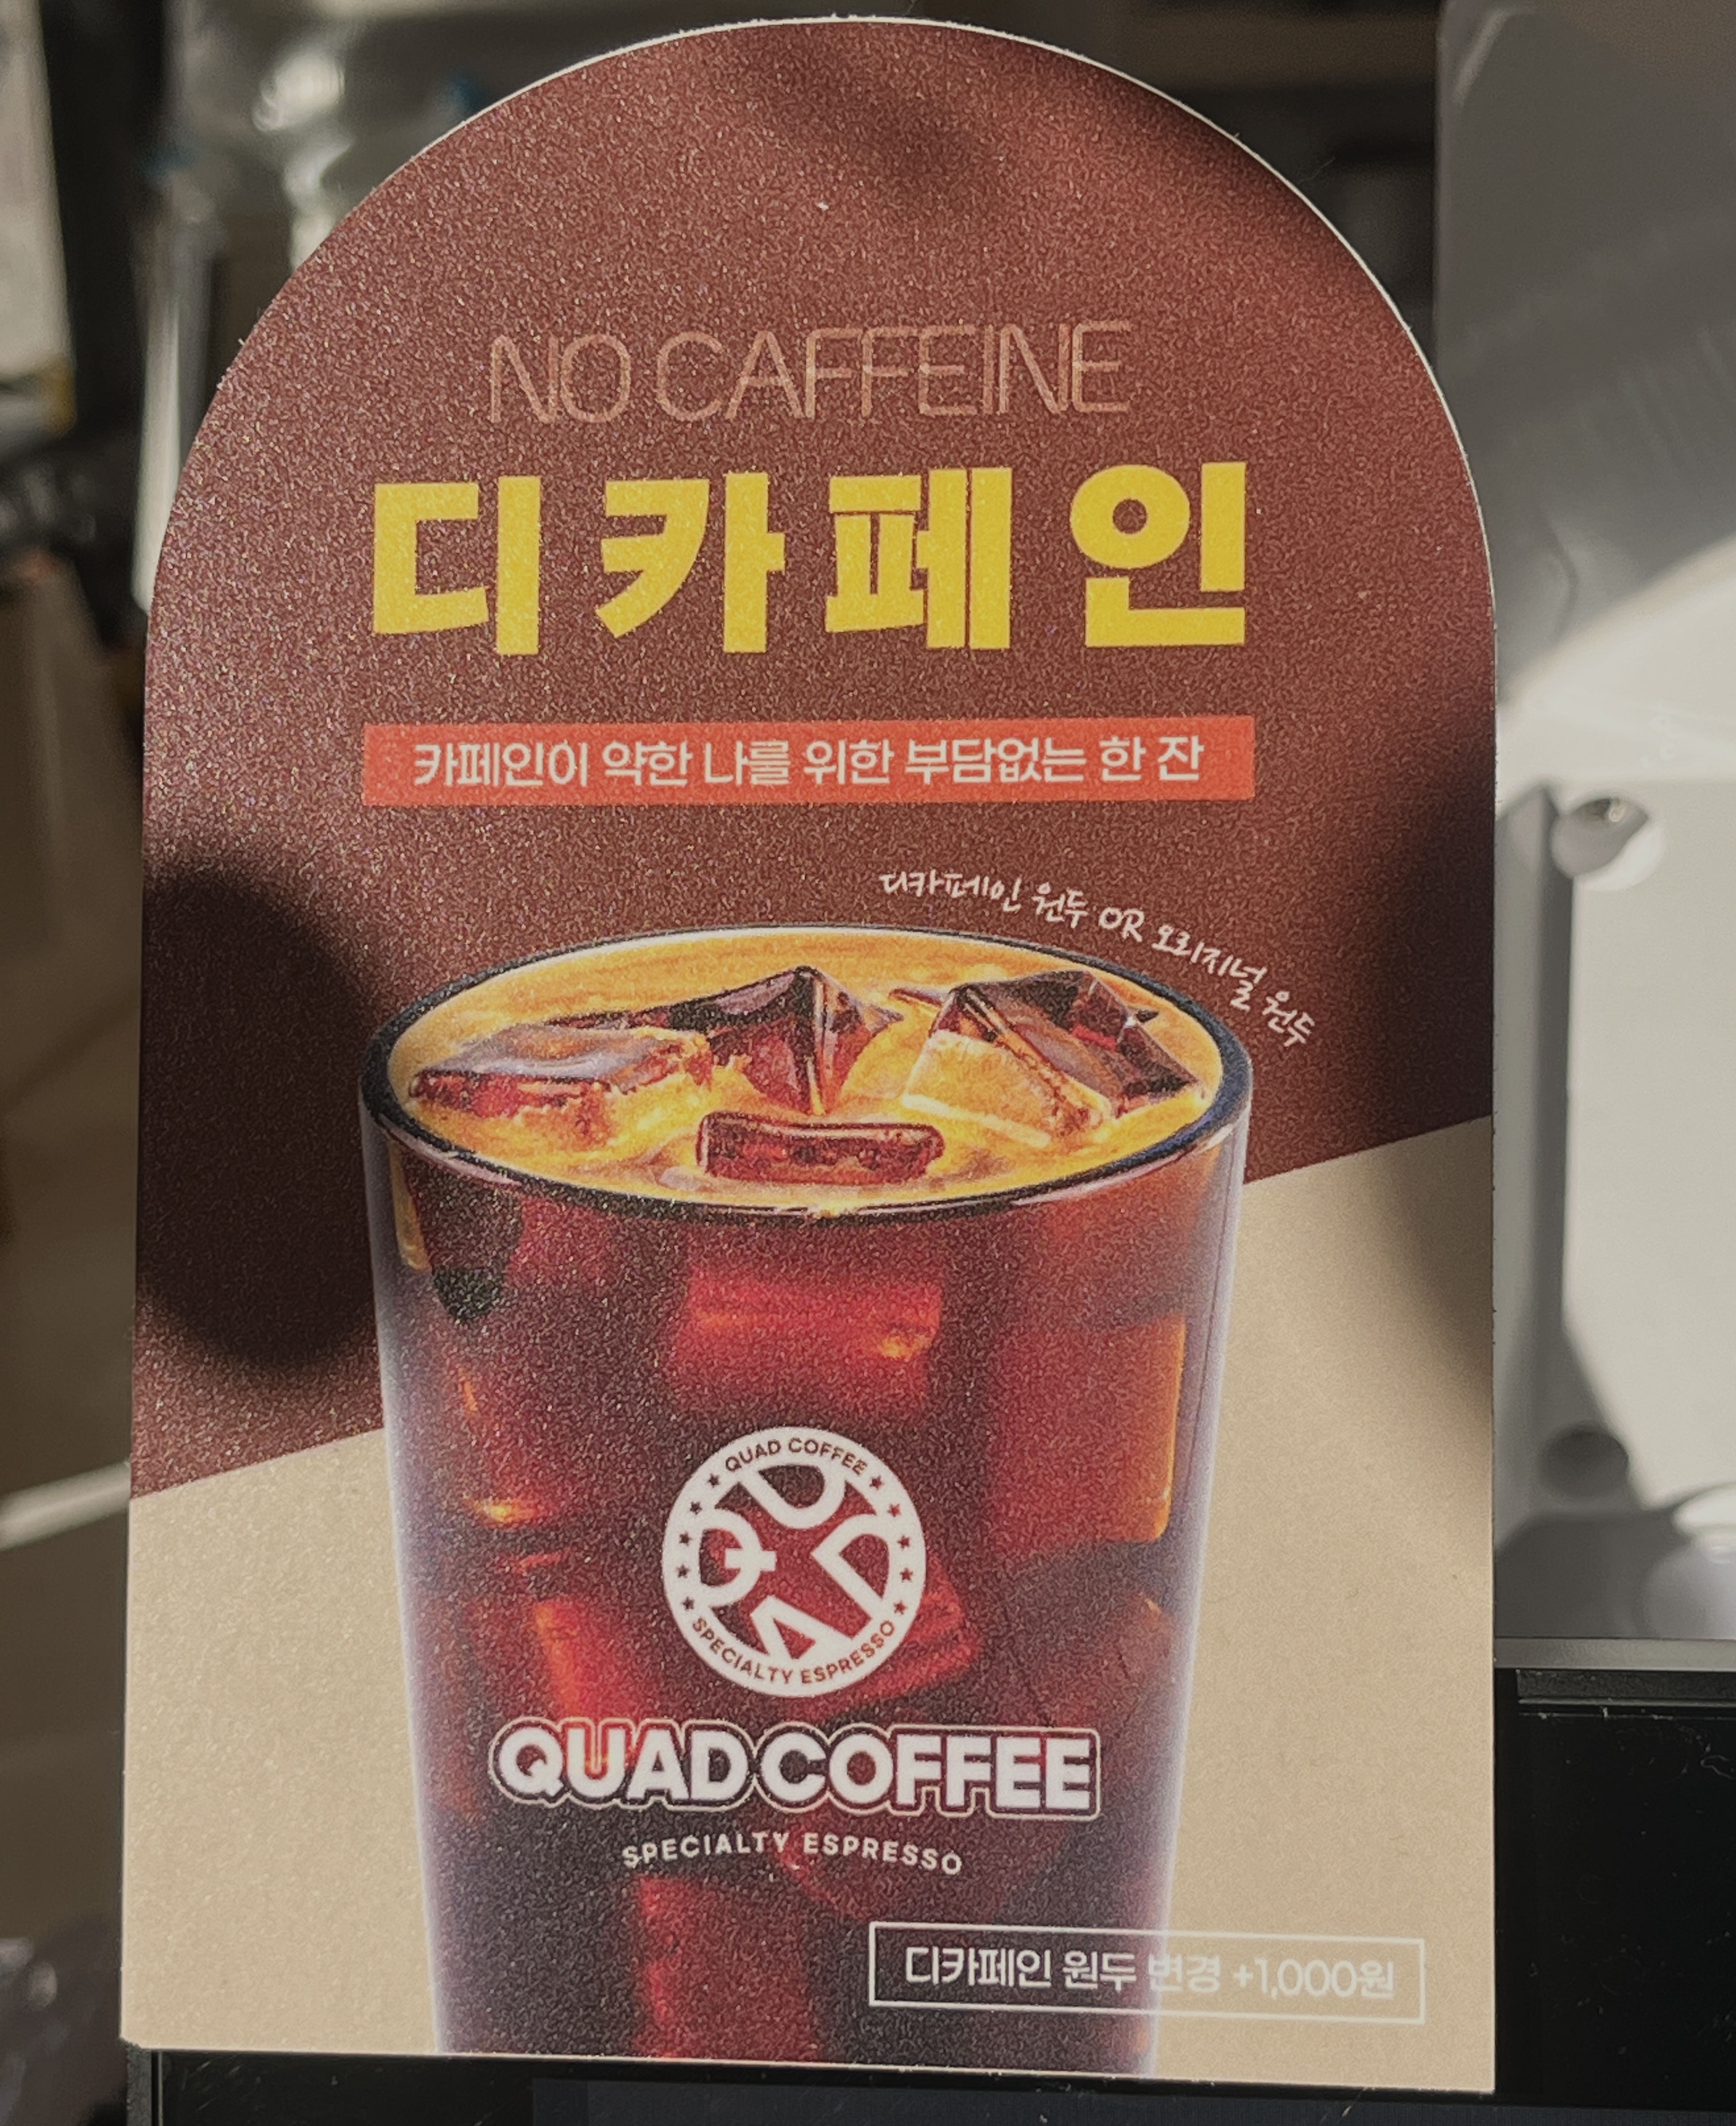 NO CAFFEINE
디카페인
카페인이 약한 나를 위한 부담없는 한 잔
디카페인 원두 OR 오리지널 원두
QUAD COFFEE
QUAD
SPECIALTY ESPRESSO
QUAD COFFEE
SPECIALTY ESPRESSO
디카페인 원두 변경 +1,000원